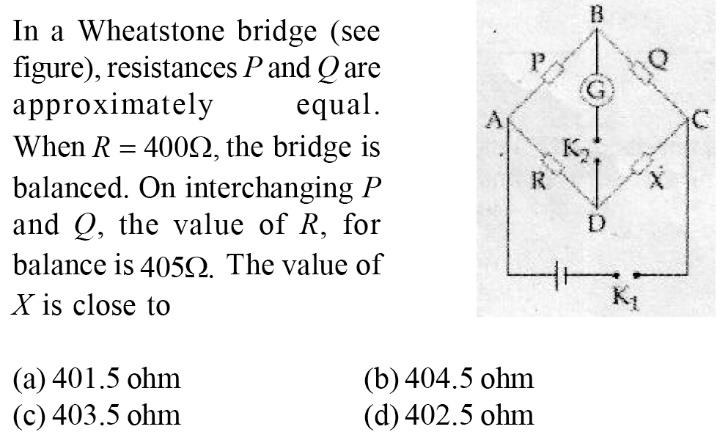 In a Wheatstone bridge (see
figure), resistances P and Q are
approximately equal.
When R = 400Ω, the bridge is
balanced. On interchanging P
and Q, the value of R, for
balance is 405Ω. The value of
X is close to
B
P
Q
G
A
C
K₂
R
X
D
K₁
(a) 401.5 ohm
(b) 404.5 ohm
(c) 403.5 ohm
(d) 402.5 ohm